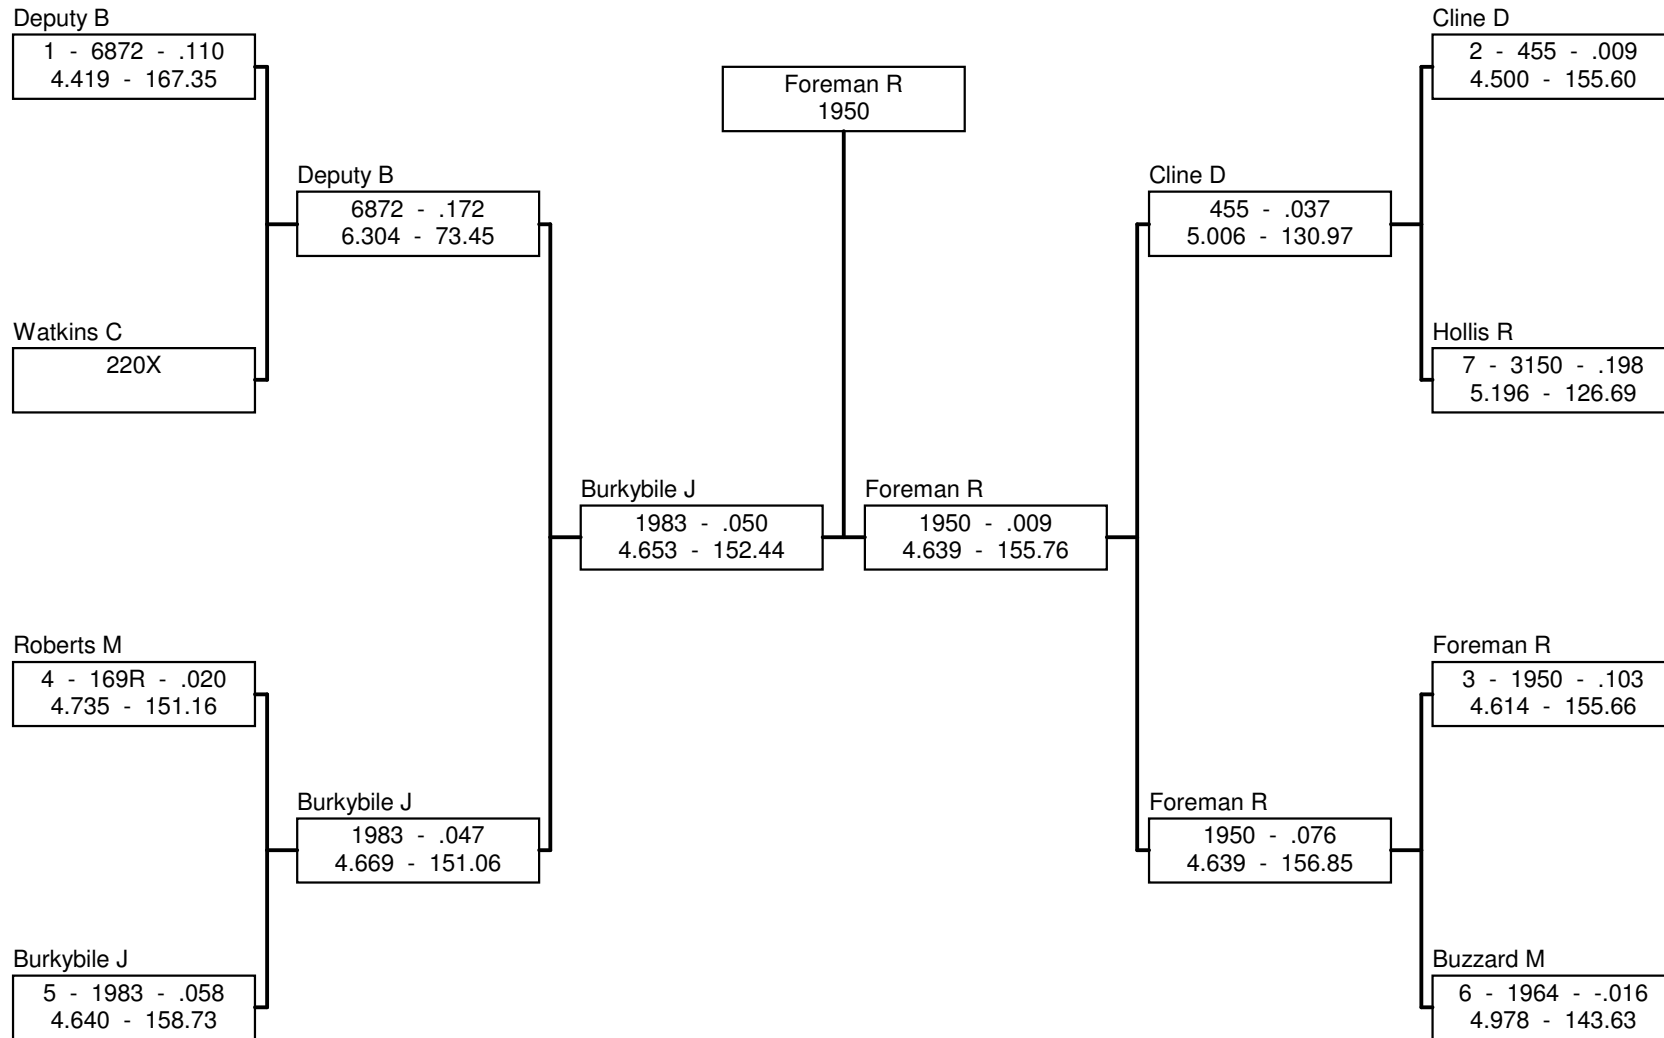 Deputy B
1 - 6872 - .110
4.419 - 167.35
Watkins C
220X
Roberts M
4 - 169R - .020
4.735 - 151.16
Burkybile J
5 - 1983 - .058
4.640 - 158.73
Deputy B
6872 - .172
6.304 - 73.45
Burkybile J
1983 - .047
4.669 - 151.06
Burkybile J
1983 - .050
4.653 - 152.44
Foreman R
1950
Foreman R
1950 - .009
4.639 - 155.76
Cline D
455 - .037
5.006 - 130.97
Foreman R
1950 - .076
4.639 - 156.85
Cline D
2 - 455 - .009
4.500 - 155.60
Hollis R
7 - 3150 - .198
5.196 - 126.69
Foreman R
3 - 1950 - .103
4.614 - 155.66
Buzzard M
6 - 1964 - -.016
4.978 - 143.63